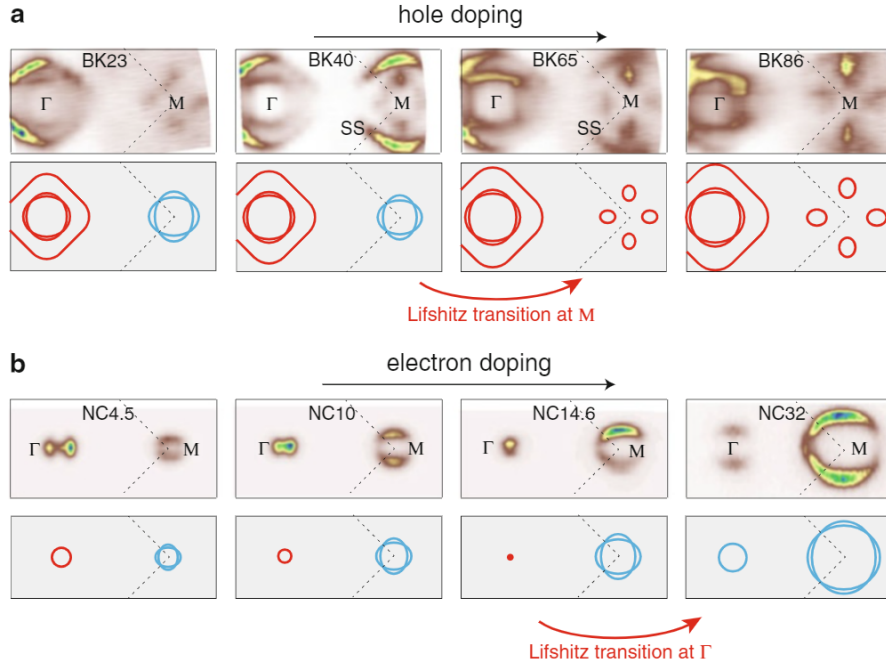 a
hole doping
BK23 BK40 BK65 BK86
Γ M Γ M Γ M Γ M
SS SS
Lifshitz transition at M
b
electron doping
NC4.5 NC10 NC14.6 NC32
Γ M Γ M Γ M Γ M
Lifshitz transition at Γ